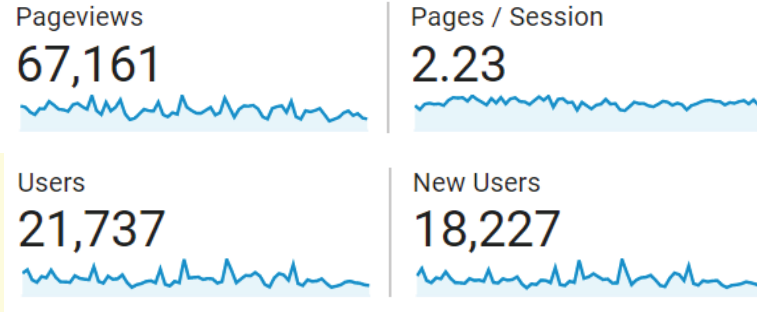 Pageviews
Pages / Session
67,161
2.23
Users
New Users
21,737
18,227